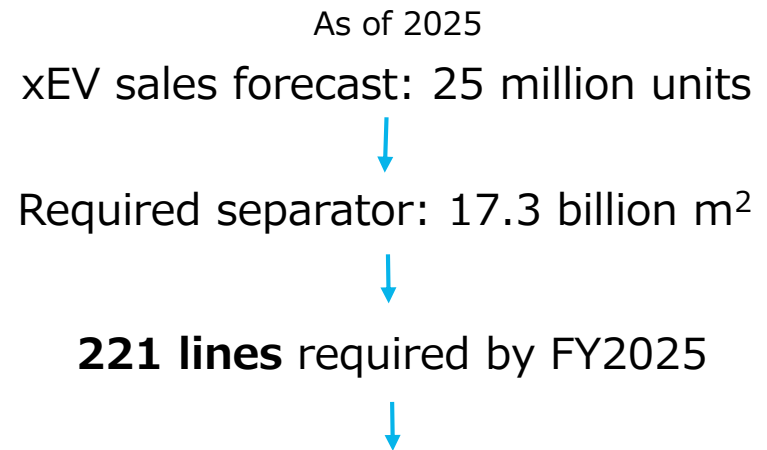 As of 2025
xEV sales forecast: 25 million units
Required separator: 17.3 billion m²
221 lines required by FY2025